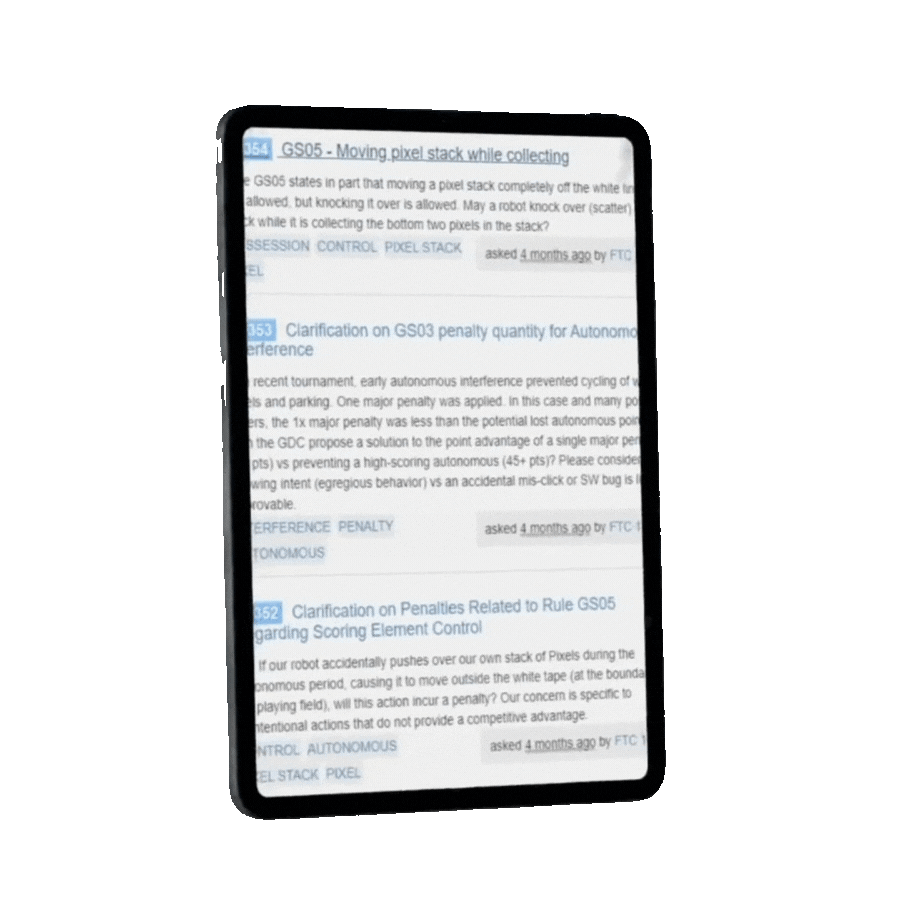 354 GS05 - Moving pixel stack while collecting
e GS05 states in part that moving a pixel stack completely off the white lin
allowed, but knocking it over is allowed. May a robot knock over (scatter)
ck while it is collecting the bottom two pixels in the stack?
SSESSION CONTROL PIXEL STACK asked 4 months ago by FTC
EL
353 Clarification on GS03 penalty quantity for Autonomo
erference
recent tournament, early autonomous interference prevented cycling of w
els and parking. One major penalty was applied. In this case and many po
ers, the 1x major penalty was less than the potential lost autonomous poin
the GDC propose a solution to the point advantage of a single major pen
pts) vs preventing a high-scoring autonomous (45+ pts)? Please consider
wing intent (egregious behavior) vs an accidental mis-click or SW bug is li
rovable.
ERFERENCE PENALTY asked 4 months ago by FTC 1
TONOMOUS
352 Clarification on Penalties Related to Rule GS05
garding Scoring Element Control
If our robot accidentally pushes over our own stack of Pixels during the
onomous period, causing it to move outside the white tape (at the bounda
playing field), will this action incur a penalty? Our concern is specific to
ntentional actions that do not provide a competitive advantage.
NTROL AUTONOMOUS asked 4 months ago by FTC 1
EL STACK PIXEL